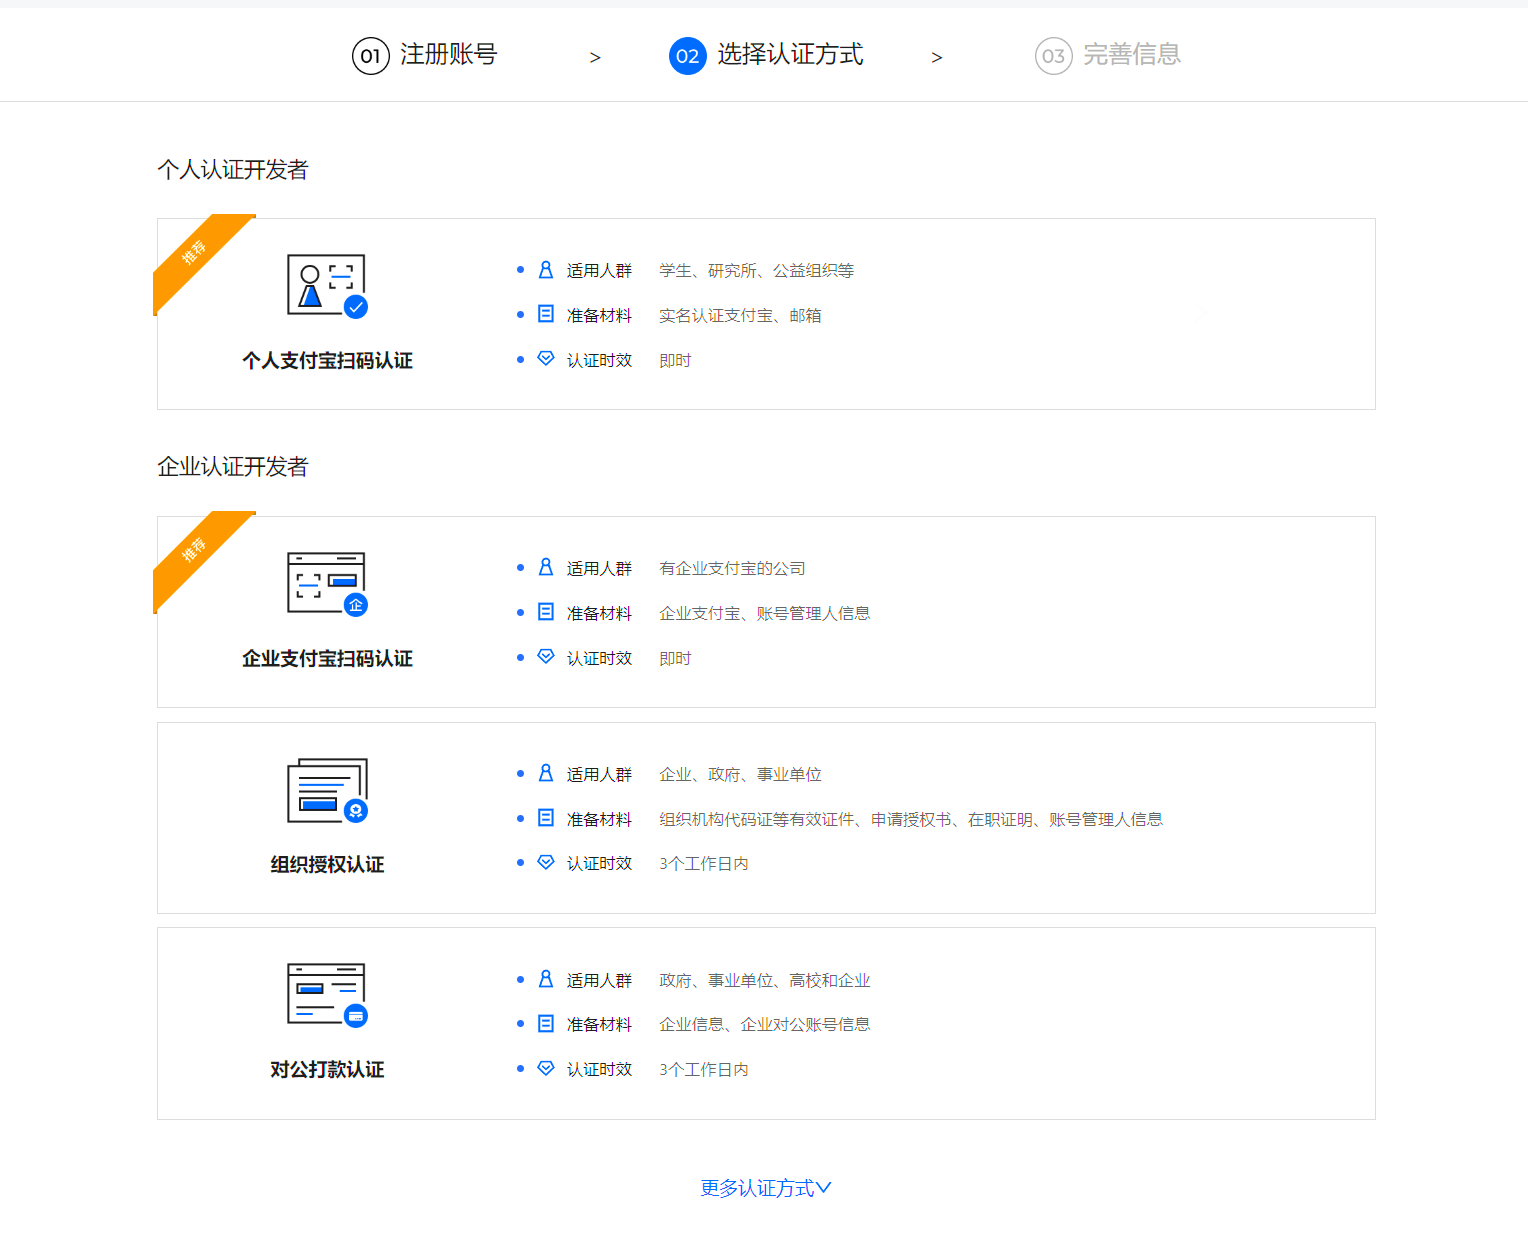 01 注册账号 > 02 选择认证方式 > 03 完善信息
个人认证开发者
推荐
适用人群 学生、研究所、公益组织等
准备材料 实名认证支付宝、邮箱
认证时效 即时
个人支付宝扫码认证
企业认证开发者
推荐
企
适用人群 有企业支付宝的公司
准备材料 企业支付宝、账号管理人信息
认证时效 即时
企业支付宝扫码认证
适用人群 企业、政府、事业单位
准备材料 组织机构代码证等有效证件、申请授权书、在职证明、账号管理人信息
认证时效 3个工作日内
组织授权认证
适用人群 政府、事业单位、高校和企业
准备材料 企业信息、企业对公账号信息
认证时效 3个工作日内
对公打款认证
更多认证方式